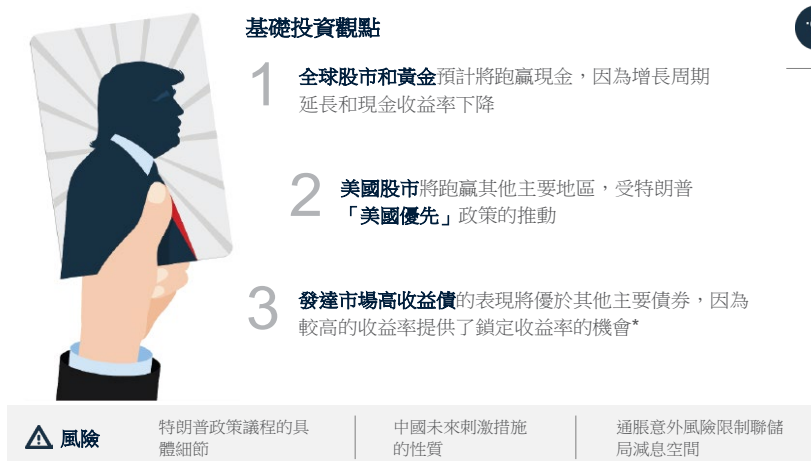 基礎投資觀點
1
全球股市和黃金預計將跑贏現金，因為增長周期
延長和現金收益率下降
2
美國股市將跑贏其他主要地區，受特朗普
「美國優先」政策的推動
3
發達市場高收益債的表現將優於其他主要債券，因為
較高的收益率提供了鎖定收益率的機會*
風險
特朗普政策議程的具
體細節
中國未來刺激措施
的性質
通脹意外風險限制聯儲
局減息空間